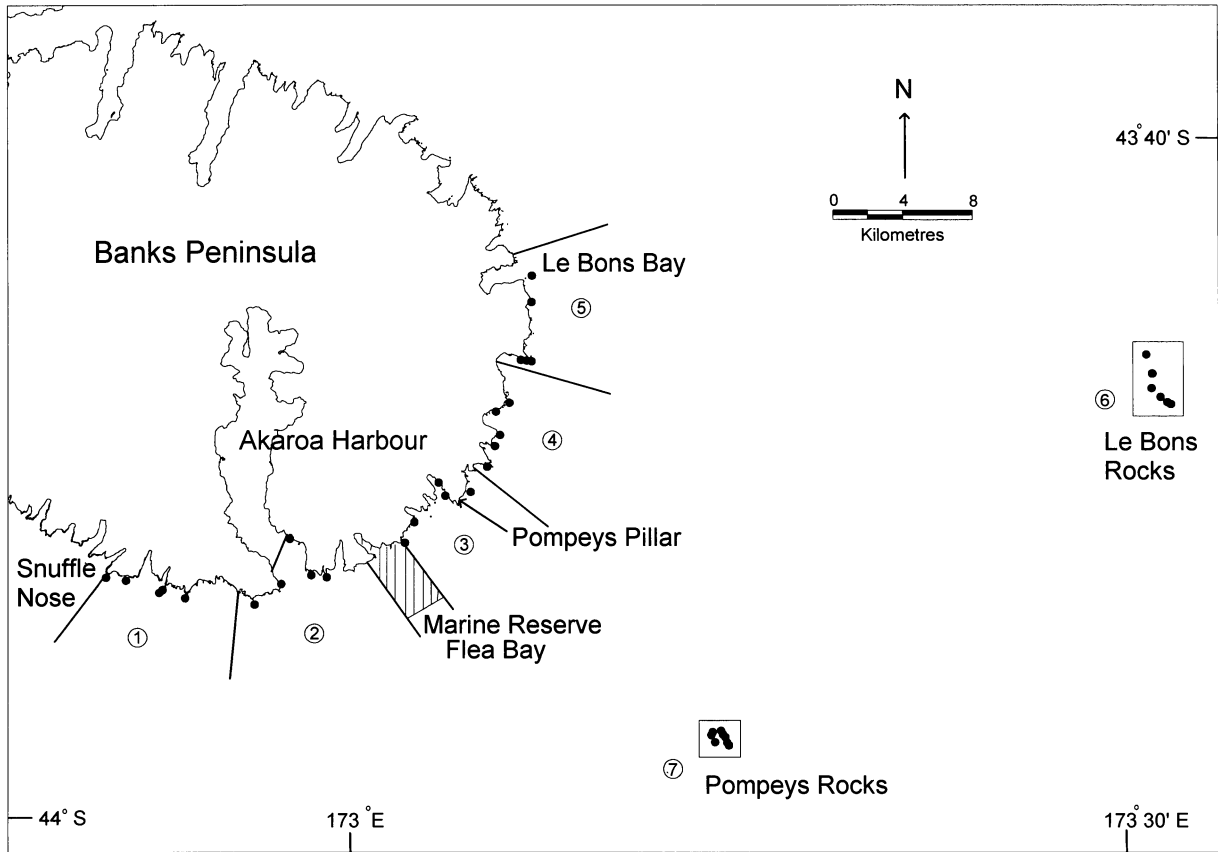 N
43° 40' S
0 4 8
Kilometres
Banks Peninsula
Le Bons Bay
⑤
⑥
Le Bons
Rocks
Akaroa Harbour
④
Pompeys Pillar
③
Snuffle
Nose
①
②
Marine Reserve
Flea Bay
⑦
Pompeys Rocks
44° S
173° E
173° 30' E